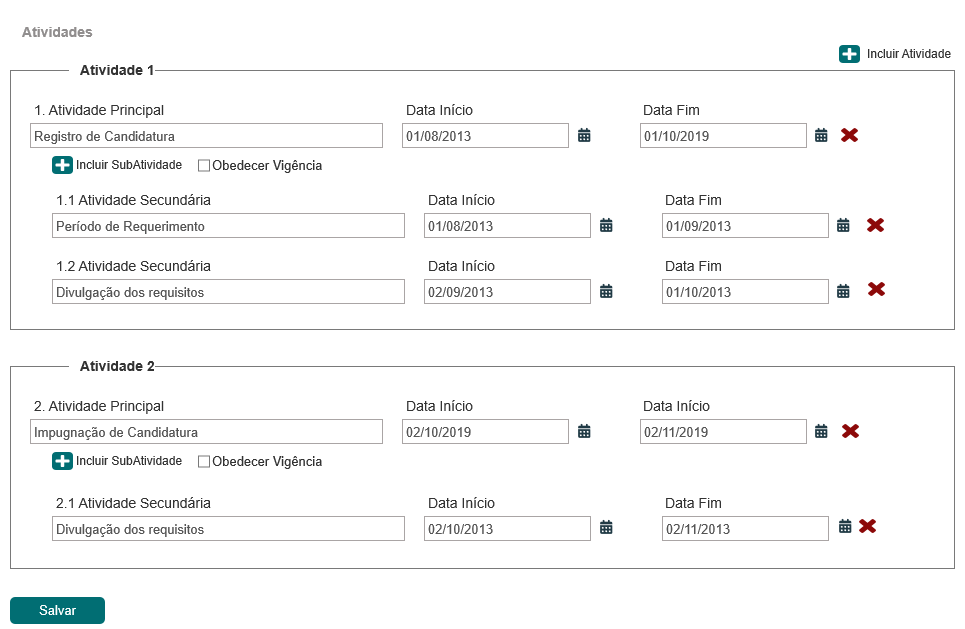 Atividades
Incluir Atividade
Atividade 1
1. Atividade Principal Data Início Data Fim
Registro de Candidatura 01/08/2013 01/10/2019
Incluir SubAtividade Obedecer Vigência
1.1 Atividade Secundária Data Início Data Fim
Período de Requerimento 01/08/2013 01/09/2013
1.2 Atividade Secundária Data Início Data Fim
Divulgação dos requisitos 02/09/2013 01/10/2013
Atividade 2
2. Atividade Principal Data Início Data Início
Impugnação de Candidatura 02/10/2019 02/11/2019
Incluir SubAtividade Obedecer Vigência
2.1 Atividade Secundária Data Início Data Fim
Divulgação dos requisitos 02/10/2013 02/11/2013
Salvar